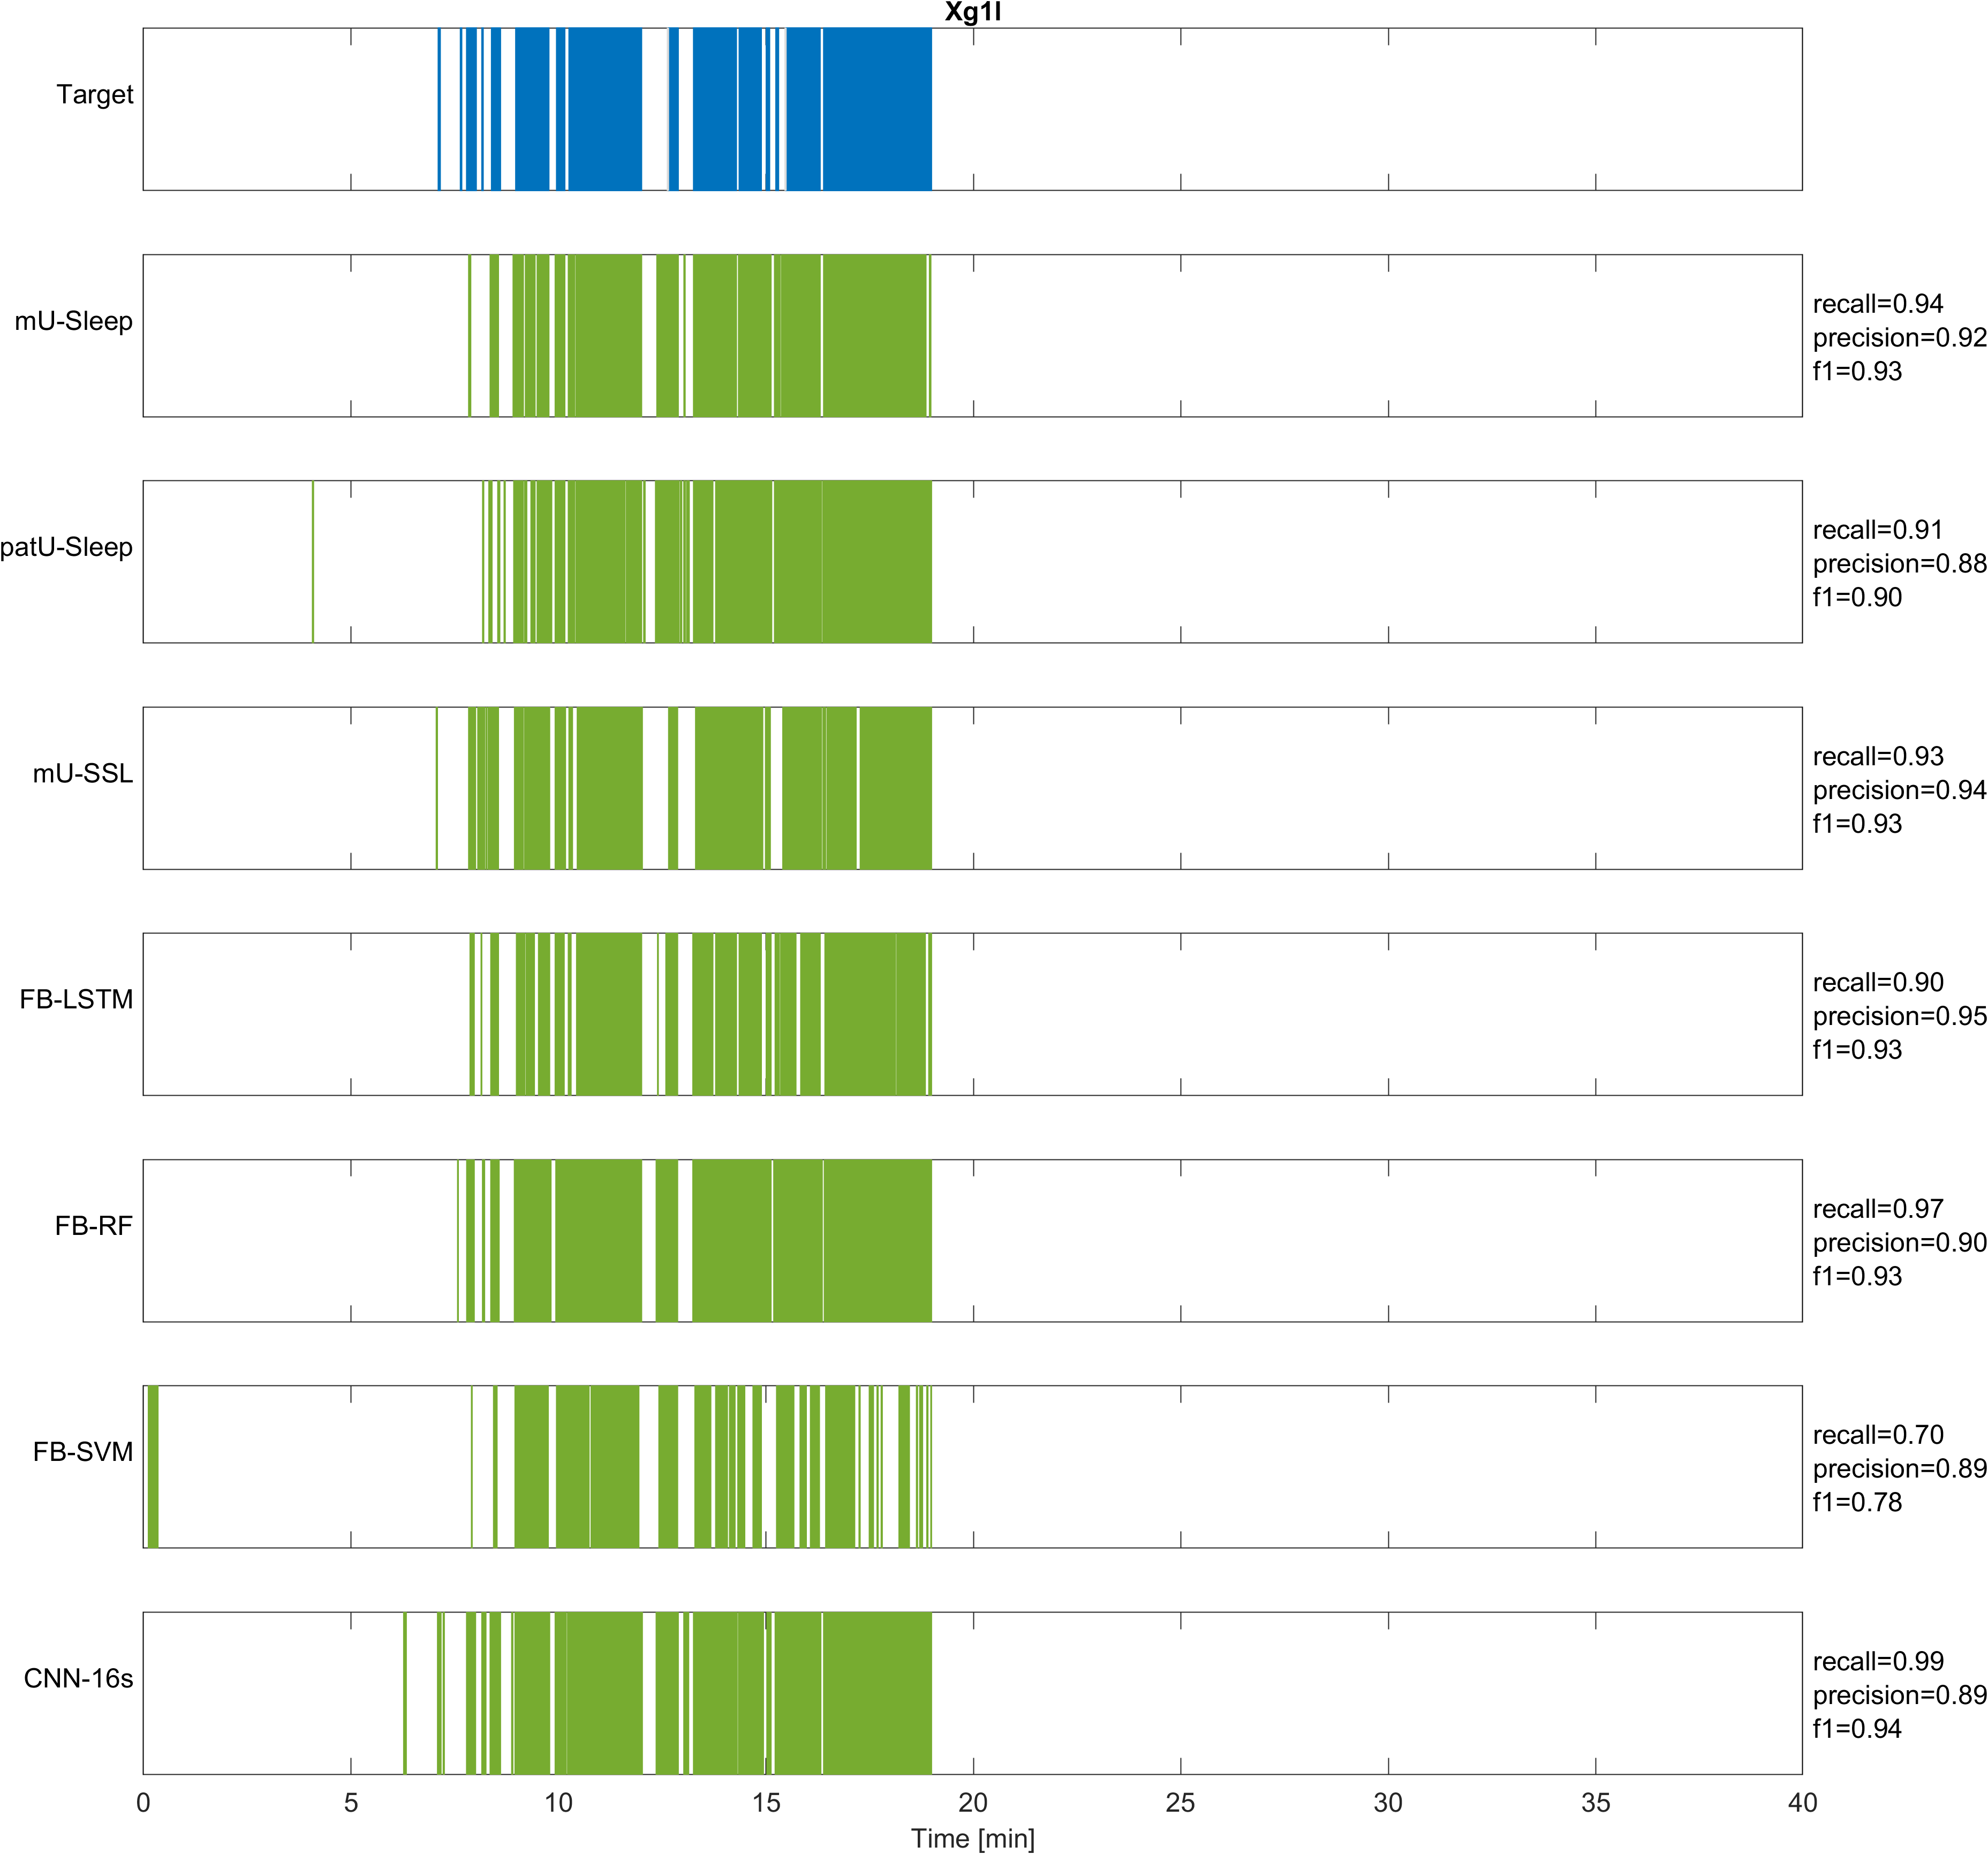 Xg1l
Target
mU-Sleep
recall=0.94
precision=0.92
f1=0.93
patU-Sleep
recall=0.91
precision=0.88
f1=0.90
mU-SSL
recall=0.93
precision=0.94
f1=0.93
FB-LSTM
recall=0.90
precision=0.95
f1=0.93
FB-RF
recall=0.97
precision=0.90
f1=0.93
FB-SVM
recall=0.70
precision=0.89
f1=0.78
CNN-16s
recall=0.99
precision=0.89
f1=0.94
0 5 10 15 20 25 30 35 40
Time [min]